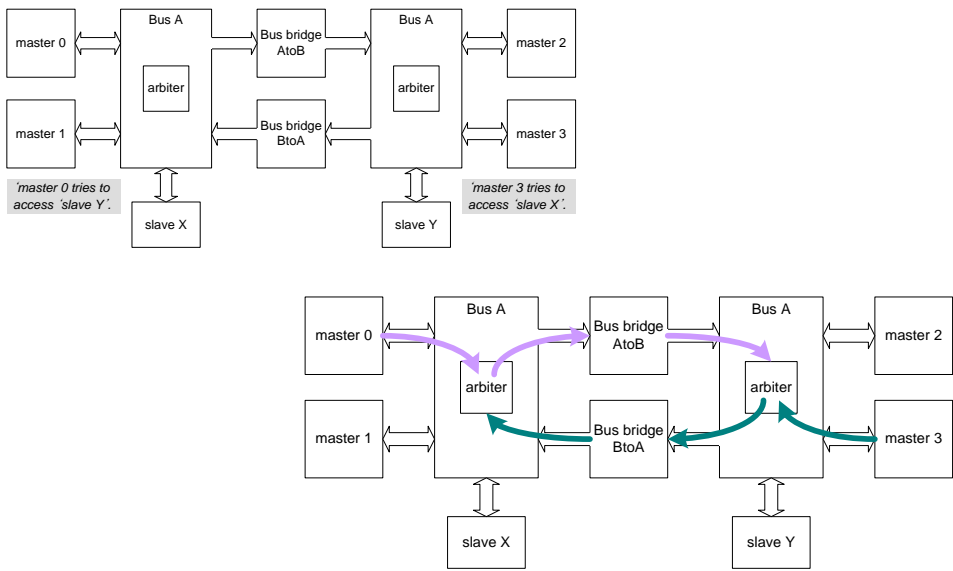 Bus A
Bus A
master 0
Bus bridge
AtoB
master 2
arbiter
arbiter
master 1
Bus bridge
BtoA
master 3
´master 0 tries to
access ´slave Y´.
´master 3 tries to
access ´slave X´.
slave X
slave Y
Bus A
Bus A
master 0
Bus bridge
AtoB
master 2
arbiter
arbiter
master 1
Bus bridge
BtoA
master 3
slave X
slave Y